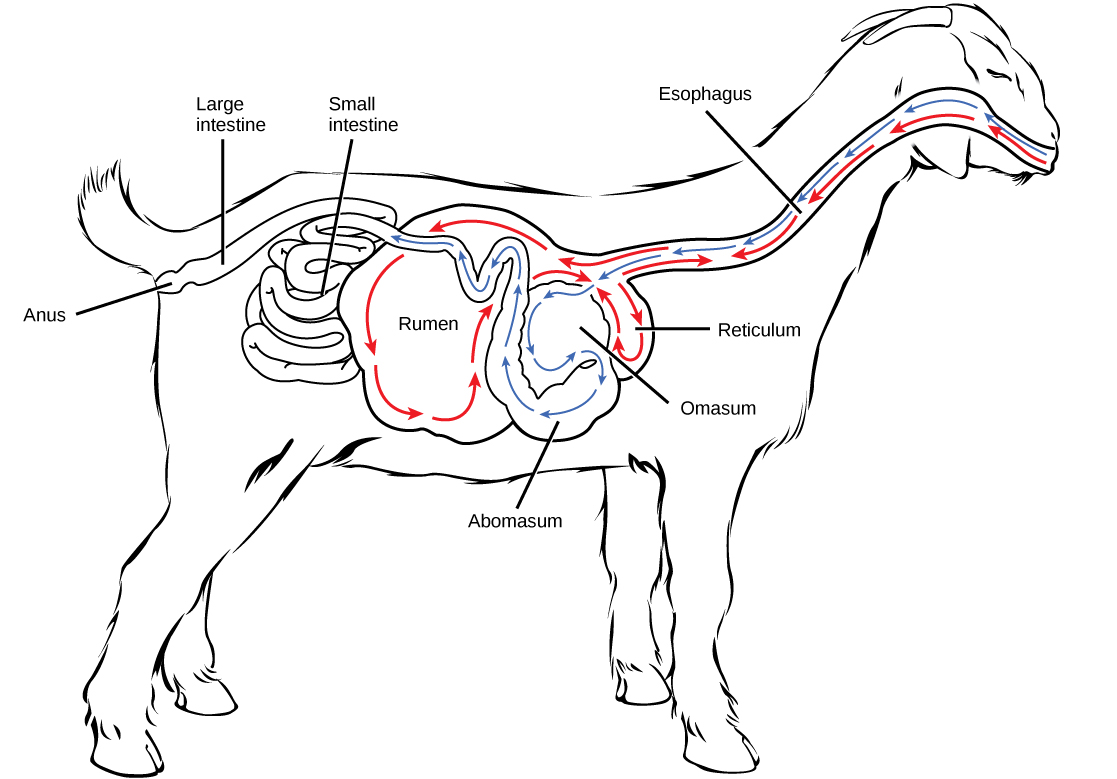 Esophagus
Large
intestine
Small
intestine
Anus
Rumen
Reticulum
Omasum
Abomasum